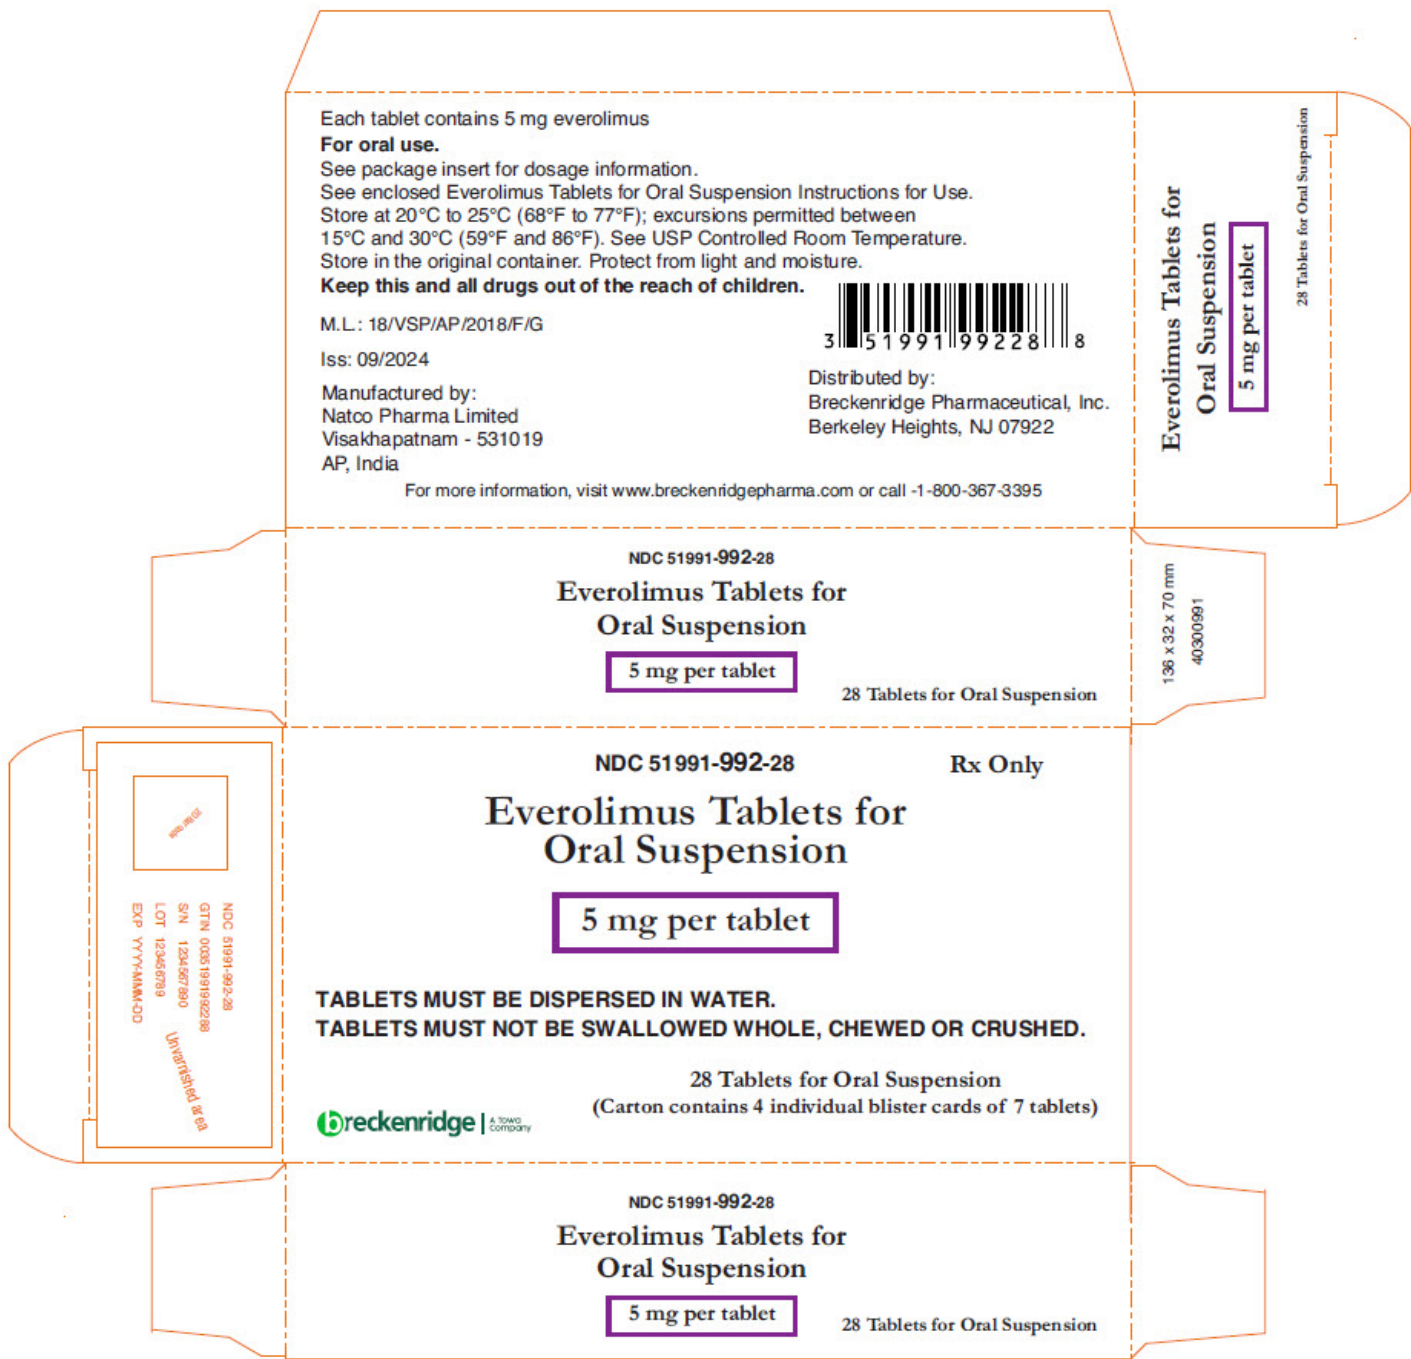 Each tablet contains 5 mg everolimus
For oral use.
See package insert for dosage information.
See enclosed Everolimus Tablets for Oral Suspension Instructions for Use.
Store at 20°C to 25°C (68°F to 77°F); excursions permitted between
15°C and 30°C (59°F and 86°F). See USP Controlled Room Temperature.
Store in the original container. Protect from light and moisture.
Keep this and all drugs out of the reach of children.
M.L.: 18/VSP/AP/2018/F/G
Iss: 09/2024
Manufactured by:
Natco Pharma Limited
Visakhapatnam - 531019
AP, India
3 51991 99228 8
Distributed by:
Breckenridge Pharmaceutical, Inc.
Berkeley Heights, NJ 07922
For more information, visit www.breckenridgepharma.com or call -1-800-367-3395
Everolimus Tablets for
Oral Suspension
5 mg per tablet
28 Tablets for Oral Suspension
NDC 51991-992-28
Everolimus Tablets for
Oral Suspension
5 mg per tablet
28 Tablets for Oral Suspension
136 x 32 x 70 mm
40300991
NDC 51991-992-28
Rx Only
Everolimus Tablets for
Oral Suspension
5 mg per tablet
TABLETS MUST BE DISPERSED IN WATER.
TABLETS MUST NOT BE SWALLOWED WHOLE, CHEWED OR CRUSHED.
28 Tablets for Oral Suspension
(Carton contains 4 individual blister cards of 7 tablets)
breckenridge
A Towa
Company
2D Bar code
NDC 51991-992-28
GTIN 00351991992288
S/N 1234567890
LOT 123456789
EXP YYYY-MMM-DD
Unvarnished area
NDC 51991-992-28
Everolimus Tablets for
Oral Suspension
5 mg per tablet
28 Tablets for Oral Suspension